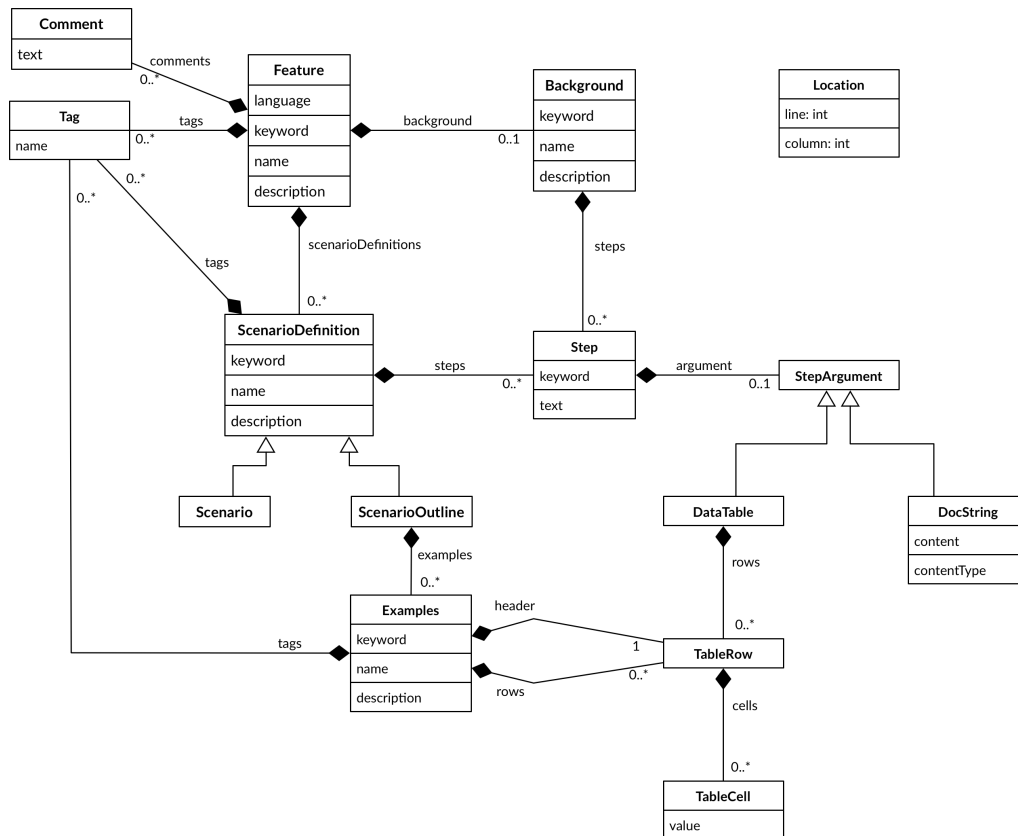 Comment
text
comments
0..*
Feature
language
keyword
name
description
Background
keyword
name
description
Location
line: int
column: int
Tag
name
tags
0..*
background
0..1
0..*
0..*
tags
scenarioDefinitions
0..*
steps
0..*
ScenarioDefinition
keyword
name
description
steps
0..*
Step
keyword
text
argument
0..1
StepArgument
Scenario
ScenarioOutline
DataTable
DocString
content
contentType
examples
0..*
rows
0..*
Examples
keyword
name
description
tags
header
1
rows
0..*
TableRow
cells
0..*
TableCell
value